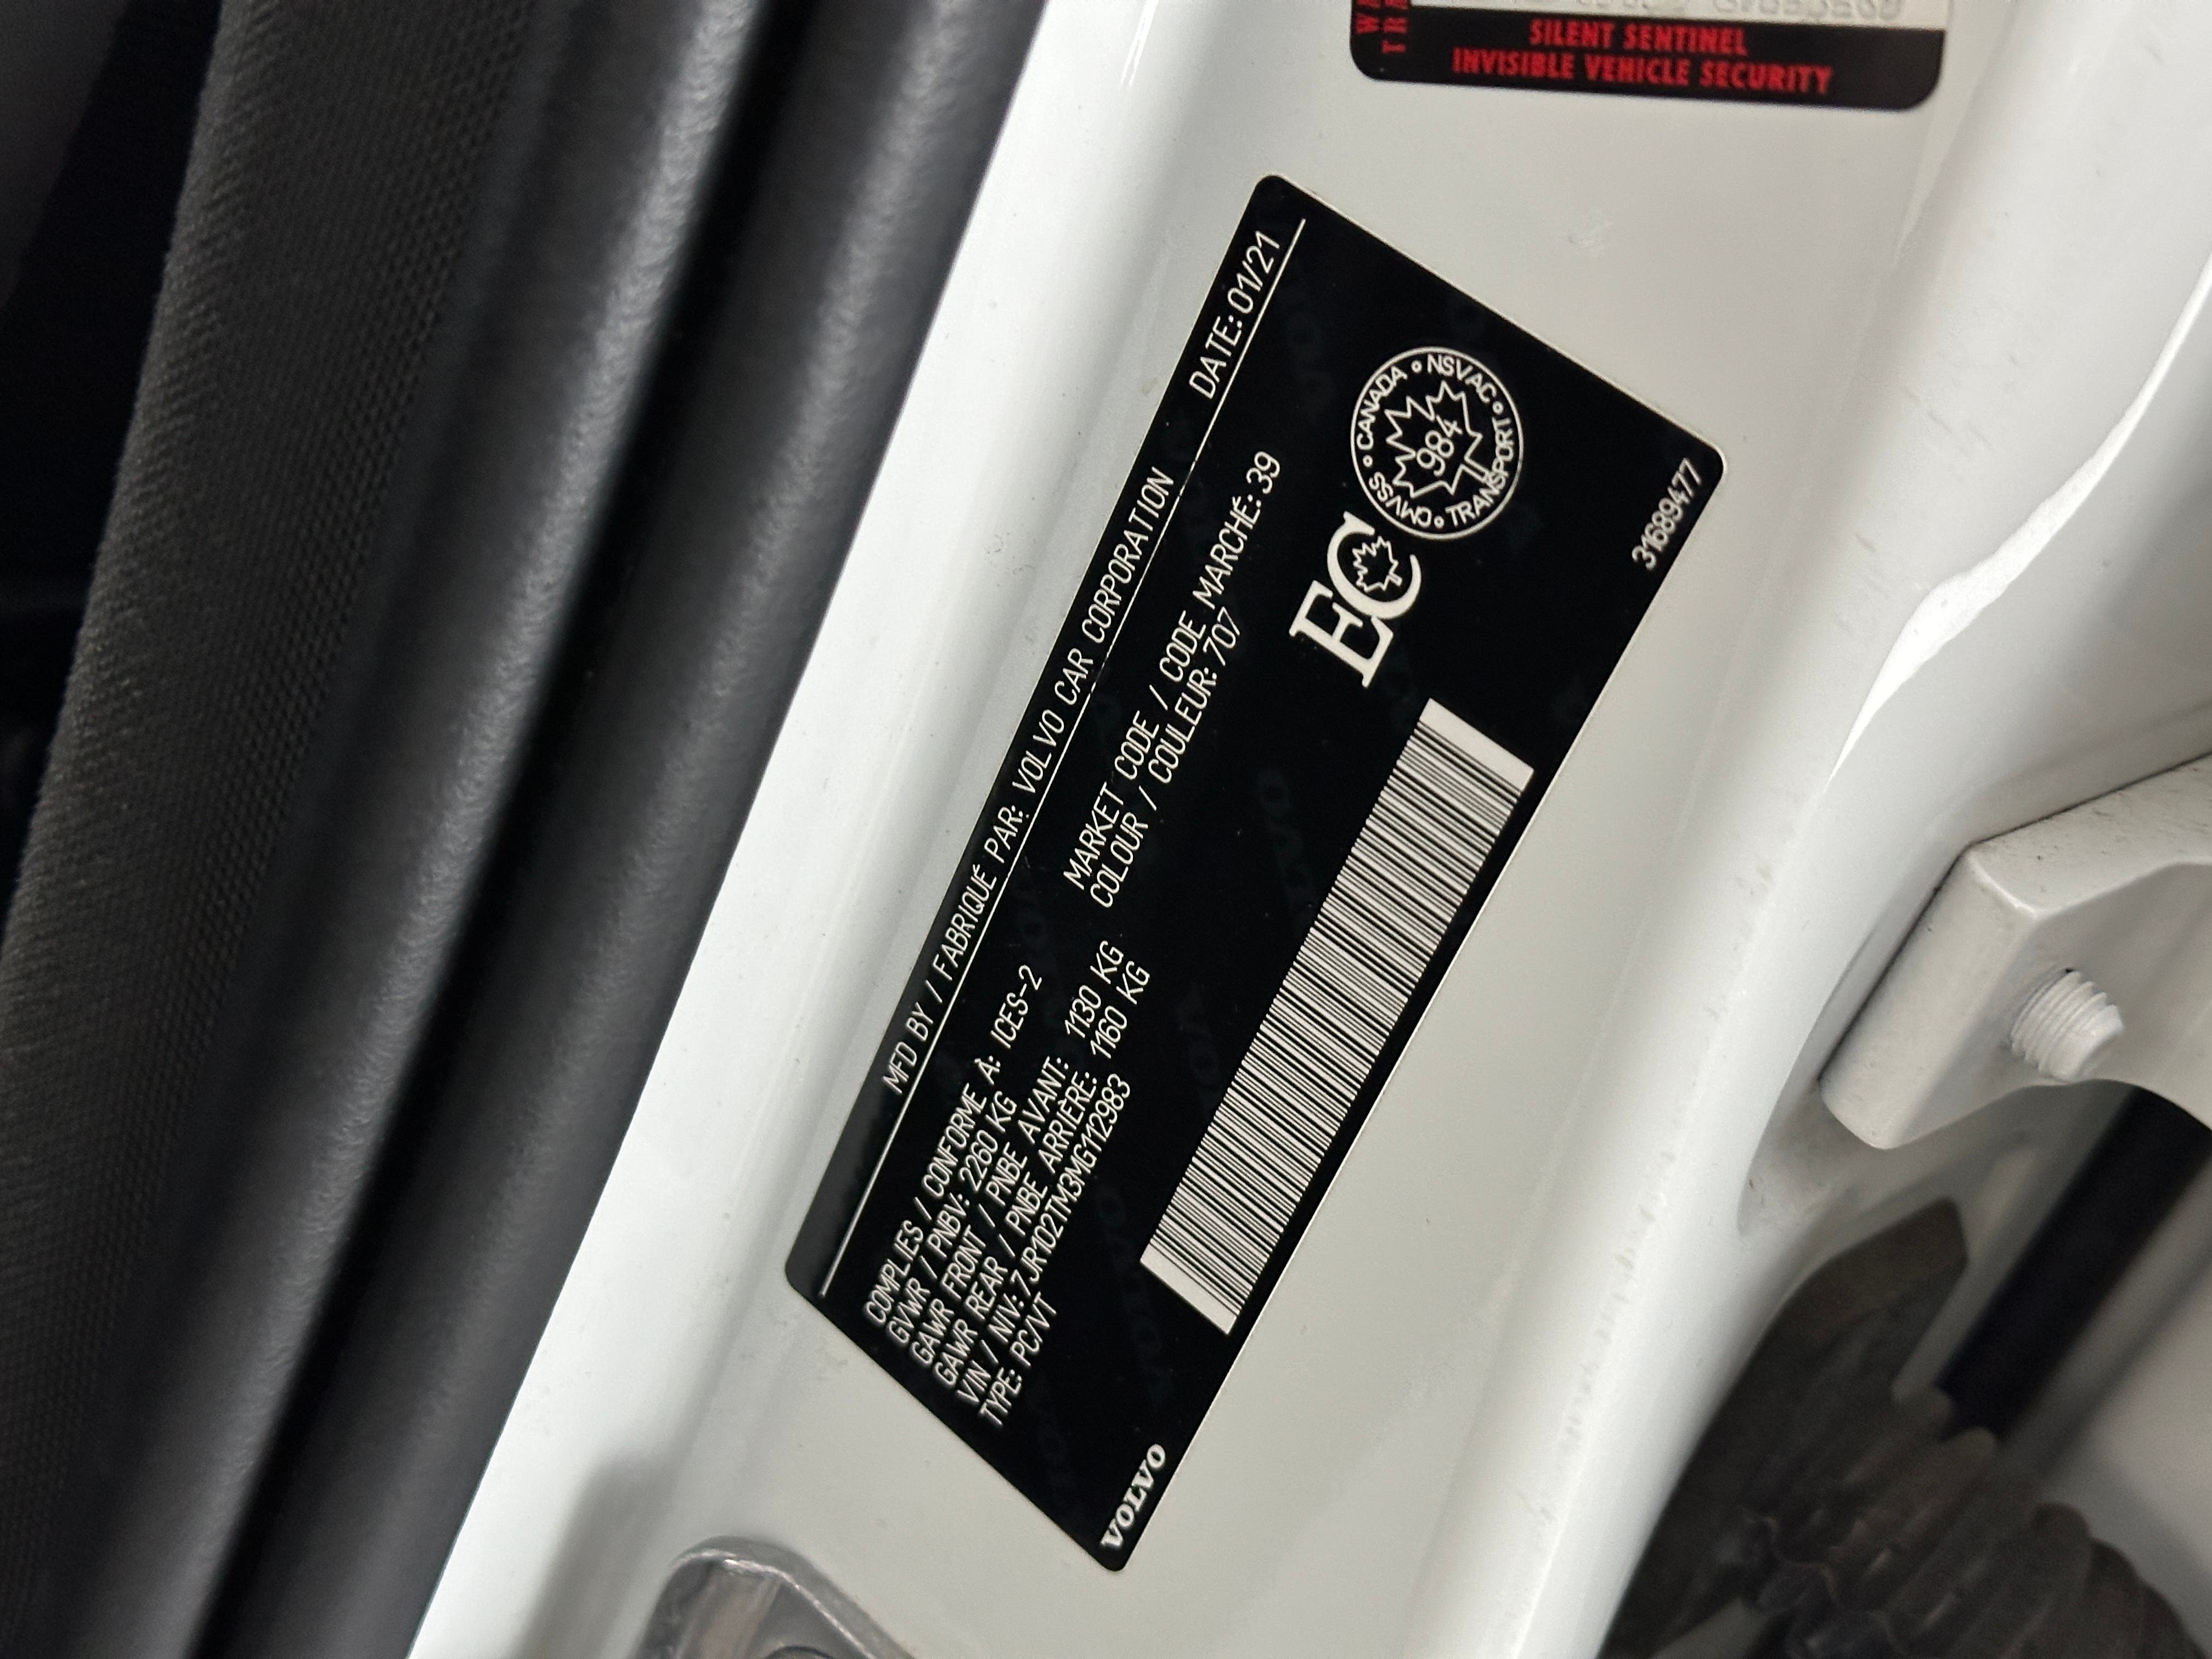 SILENT SENTINEL
INVISIBLE VEHICLE SECURITY
MFD BY / FABRIQUÉ PAR: VOLVO CAR CORPORATION DATE: 01/21
COMPLIES / CONFORME À: ICES-2
GVWR / PNBV: 2260 KG
GAWR FRONT / PNBE AVANT: 1130 KG
GAWR REAR / PNBE ARRIÈRE: 1160 KG
VIN / NIV: 7JR102TM3MG112983
TYPE: PC/VT
MARKET CODE / CODE MARCHÉ: 39
COLOUR / COULEUR: 707
EC
CANADA • NSVAC • TRANSPORT • CMVSS
984
VOLVO
31689477